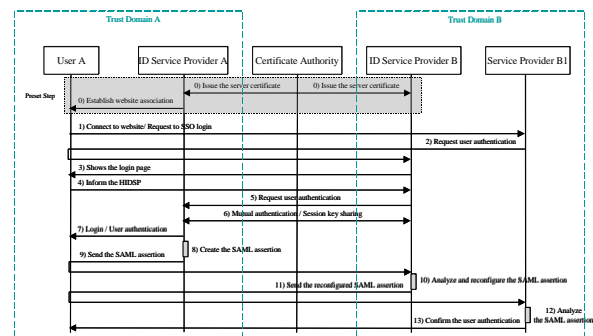 Trust Domain A
Trust Domain B
User A
ID Service Provider A
Certificate Authority
ID Service Provider B
Service Provider B1
Preset Step
0) Issue the server certificate
0) Issue the server certificate
0) Establish website association
1) Connect to website/ Request to SSO login
2) Request user authentication
3) Shows the login page
4) Inform the HIDSP
5) Request user authentication
6) Mutual authentication / Session key sharing
7) Login / User authentication
8) Create the SAML assertion
9) Send the SAML assertion
10) Analyze and reconfigure the SAML assertion
11) Send the reconfigured SAML assertion
12) Analyze
the SAML assertion
13) Confirm the user authentication